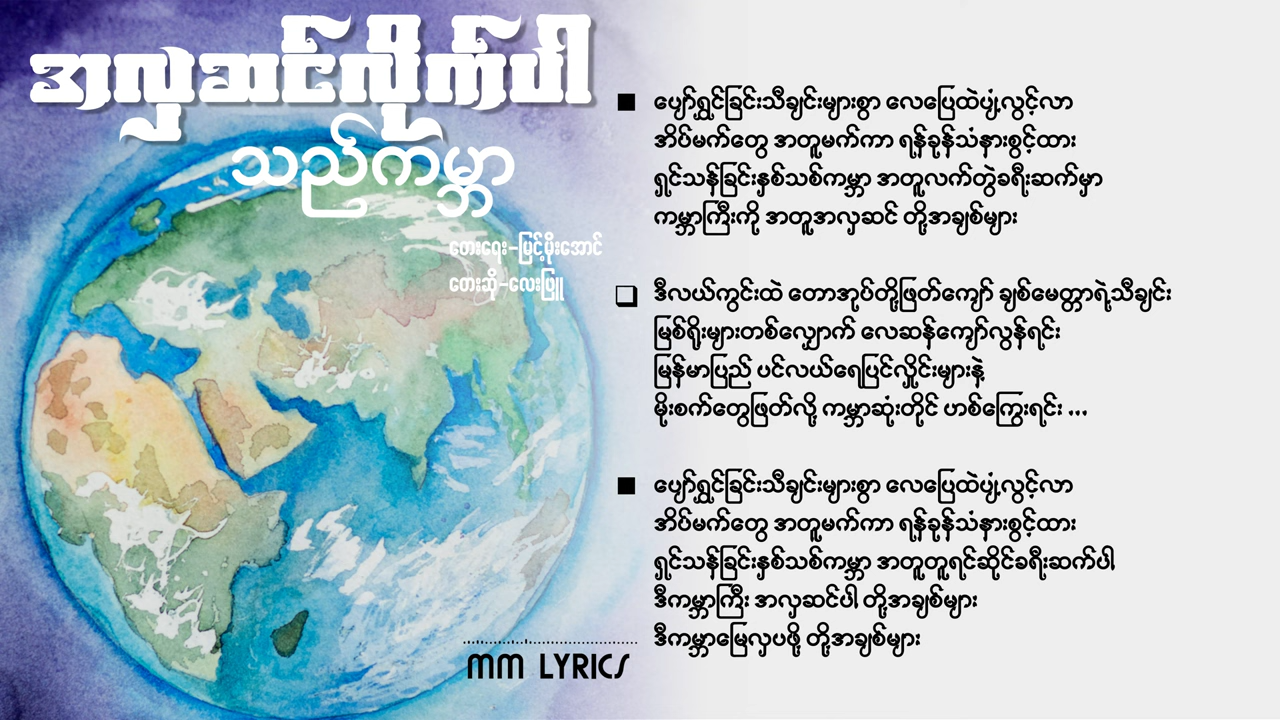 အလှဆင်လိုက်ပါ
သည်ကမ္ဘာ
တေးရေး-မြင့်မိုးအောင်
တေးဆို-လေးဖြူ
■ ပျော်ရွှင်ခြင်းသီချင်းများစွာ လေပြေထဲပျံ့လွင့်လာ
အိပ်မက်တွေ အတူမက်ကာ ရန်ခုန်သံနားစွင့်ထား
ရှင်သန်ခြင်းနှစ်သစ်ကမ္ဘာ အတူလက်တွဲခရီးဆက်မှာ
ကမ္ဘာကြီးကို အတူအလှဆင် တို့အချစ်များ
❑ ဒီလယ်ကွင်းထဲ တောအုပ်တို့ဖြတ်ကျော် ချစ်မေတ္တာရဲ့သီချင်း
မြစ်ရိုးများတစ်လျှောက် လေဆန်ကျော်လွန်ရင်း
မြန်မာပြည် ပင်လယ်ရေပြင်လှိုင်းများနဲ့
မိုးစက်တွေဖြတ်လို့ ကမ္ဘာဆုံးတိုင် ဟစ်ကြွေးရင်း ...
■ ပျော်ရွှင်ခြင်းသီချင်းများစွာ လေပြေထဲပျံ့လွင့်လာ
အိပ်မက်တွေ အတူမက်ကာ ရန်ခုန်သံနားစွင့်ထား
ရှင်သန်ခြင်းနှစ်သစ်ကမ္ဘာ အတူတူရင်ဆိုင်ခရီးဆက်ပါ
ဒီကမ္ဘာကြီး အလှဆင်ပါ တို့အချစ်များ
ဒီကမ္ဘာမြေလှပဖို့ တို့အချစ်များ
MM LYRICS